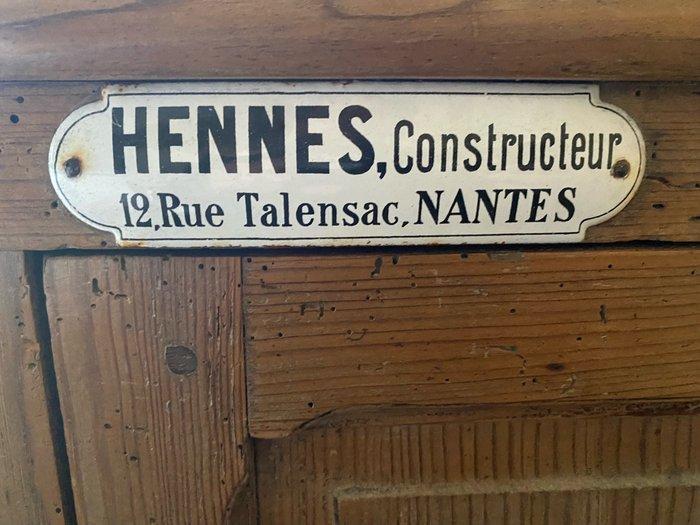 HENNES, Constructeur
12, Rue Talensac, NANTES